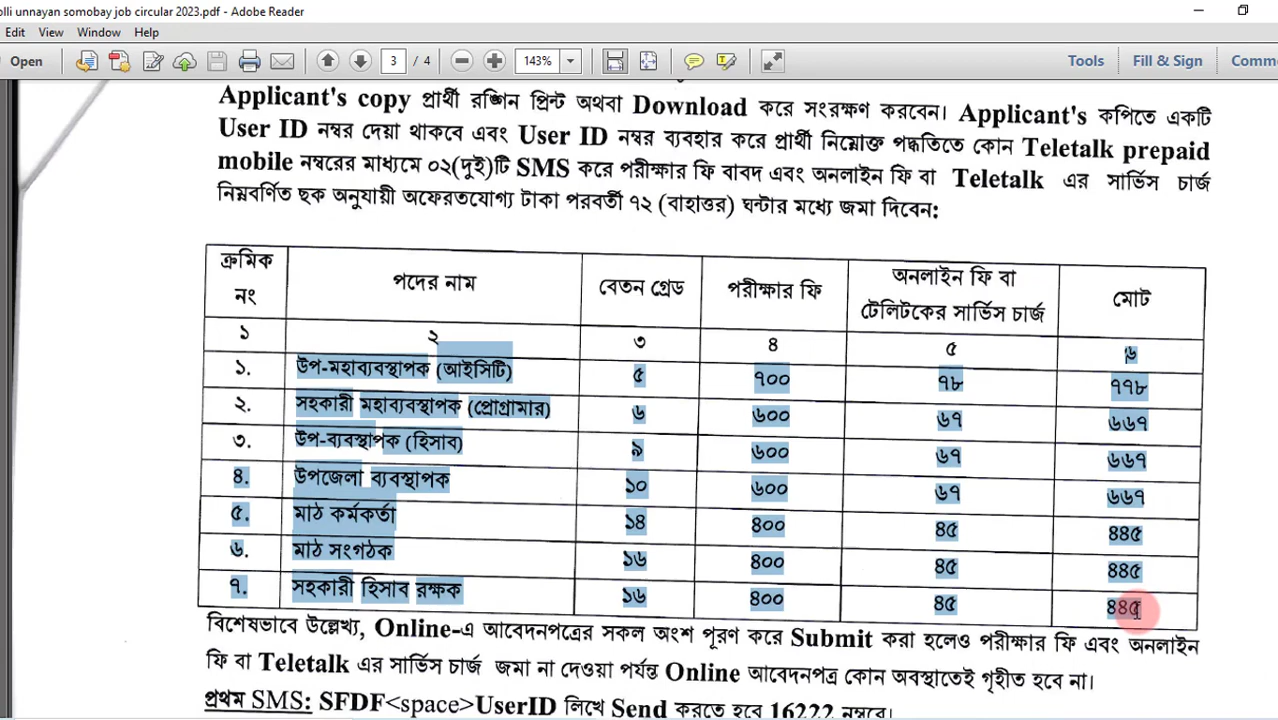 olli unnayan somobay job circular 2023.pdf - Adobe Reader
Edit View Window Help
Open 3 / 4 143% Tools Fill & Sign Comm
Applicant's copy প্রার্থী রঙ্গিন প্রিন্ট অথবা Download করে সংরক্ষণ করবেন। Applicant's কপিতে একটি
User ID নম্বর দেয়া থাকবে এবং User ID নম্বর ব্যবহার করে প্রার্থী নিম্নোক্ত পদ্ধতিতে কোন Teletalk prepaid
mobile নম্বরের মাধ্যমে ০২(দুই)টি SMS করে পরীক্ষার ফি বাবদ এবং অনলাইন ফি বা Teletalk এর সার্ভিস চার্জ
নিম্নবর্ণিত ছক অনুযায়ী অফেরতযোগ্য টাকা পরবর্তী ৭২ (বাহাত্তর) ঘন্টার মধ্যে জমা দিবেন:
ক্রমিক নং পদের নাম বেতন গ্রেড পরীক্ষার ফি অনলাইন ফি বা টেলিটকের সার্ভিস চার্জ মোট
১ ২ ৩ ৪ ৫ ৬
১. উপ-মহাব্যবস্থাপক (আইসিটি) ৫ ৭০০ ৭৮ ৭৭৮
২. সহকারী মহাব্যবস্থাপক (প্রোগ্রামার) ৬ ৬০০ ৬৭ ৬৬৭
৩. উপ-ব্যবস্থাপক (হিসাব) ৯ ৬০০ ৬৭ ৬৬৭
৪. উপজেলা ব্যবস্থাপক ১০ ৬০০ ৬৭ ৬৬৭
৫. মাঠ কর্মকর্তা ১৪ ৪০০ ৪৫ ৪৪৫
৬. মাঠ সংগঠক ১৬ ৪০০ ৪৫ ৪৪৫
৭. সহকারী হিসাব রক্ষক ১৬ ৪০০ ৪৫ ৪৪৫
বিশেষভাবে উল্লেখ্য, Online-এ আবেদনপত্রের সকল অংশ পূরণ করে Submit করা হলেও পরীক্ষার ফি এবং অনলাইন
ফি বা Teletalk এর সার্ভিস চার্জ জমা না দেওয়া পর্যন্ত Online আবেদনপত্র কোন অবস্থাতেই গৃহীত হবে না।
প্রথম SMS: SFDF<space>UserID লিখে Send করতে হবে 16222 নম্বরে।